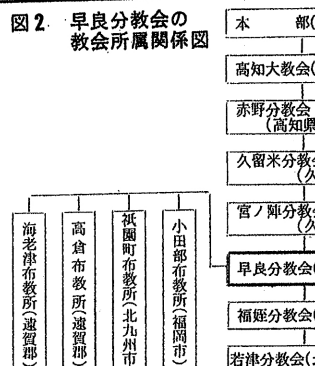 図2 早良分教会の
教会所属関係図
本 部(
高知大教会(
赤野分教会
(高知県
久留米分教会
(久
宮ノ陣分教会
(久
早良分教会(
福姪分教会(
若津分教会(
小田部布教所(福岡市)
祇園町布教所(北九州市
高倉布教所(遠賀郡)
海老津布教所(遠賀郡)